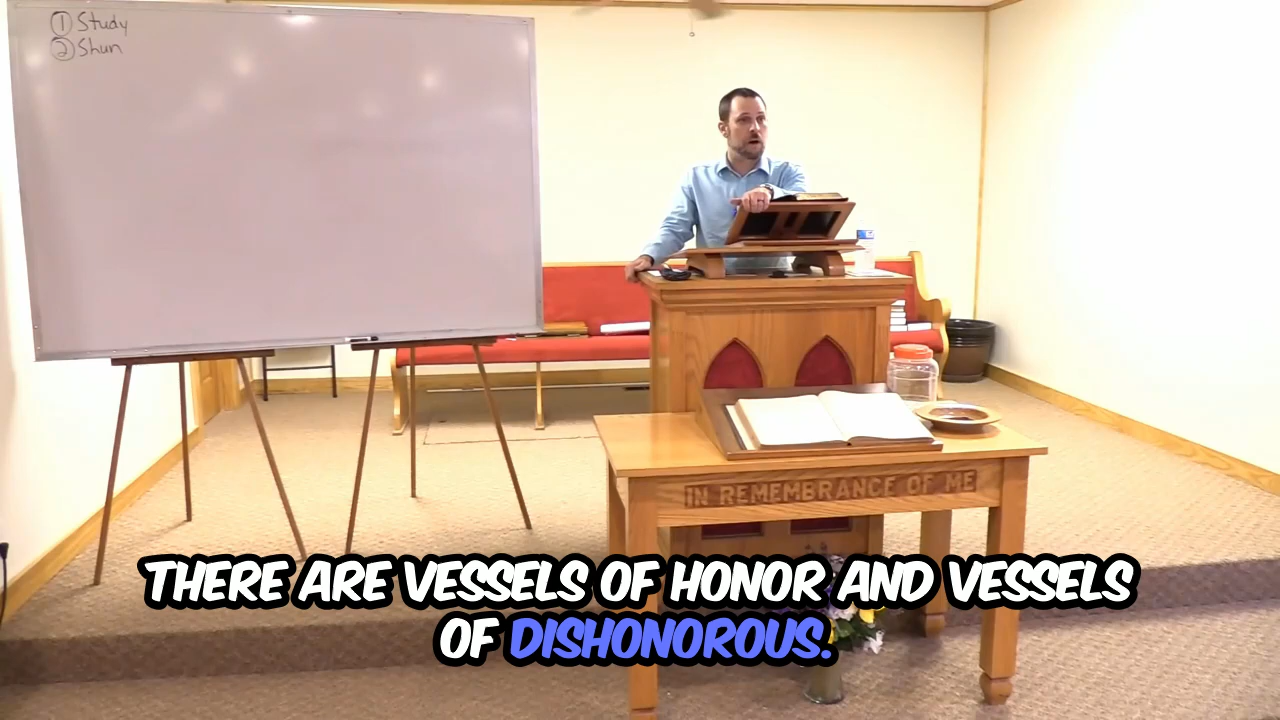 ① Study
② Shun
IN REMEMBRANCE OF ME
THERE ARE VESSELS OF HONOR AND VESSELS
OF DISHONOROUS.